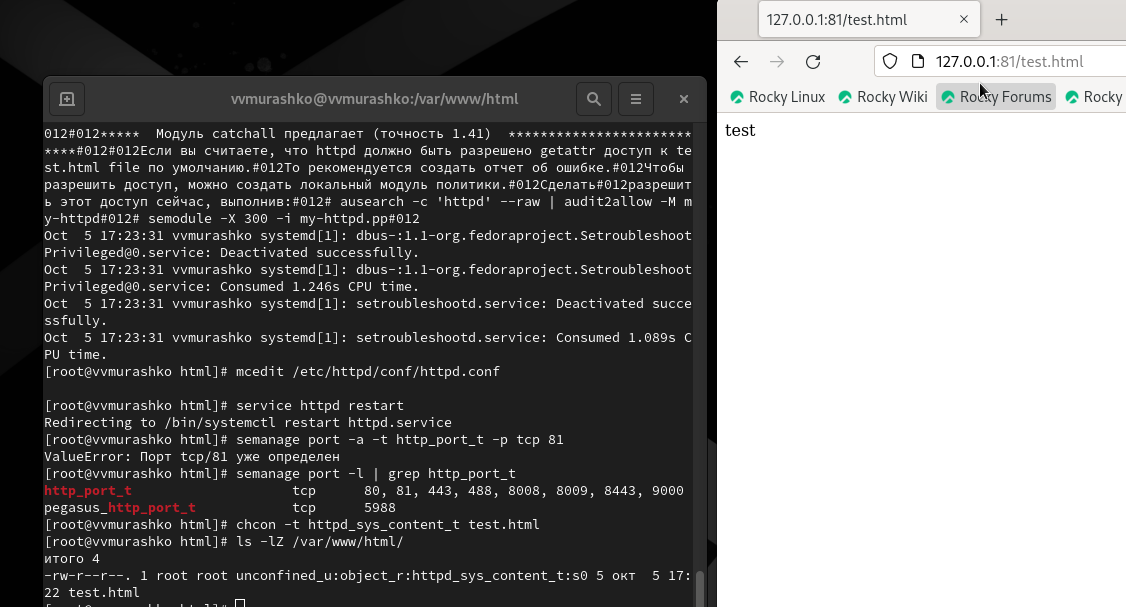 vvmurashko@vvmurashko:/var/www/html
012#012*****  Модуль catchall предлагает (точность 1.41)  ***********************
****#012#012Если вы считаете, что httpd должно быть разрешено getattr доступ к te
st.html file по умолчанию.#012То рекомендуется создать отчет об ошибке.#012Чтобы
разрешить доступ, можно создать локальный модуль политики.#012Сделать#012разрешит
ь этот доступ сейчас, выполнив:#012# ausearch -c 'httpd' --raw | audit2allow -M m
y-httpd#012# semodule -X 300 -i my-httpd.pp#012
Oct  5 17:23:31 vvmurashko systemd[1]: dbus-:1.1-org.fedoraproject.Setroubleshoot
Privileged@0.service: Deactivated successfully.
Oct  5 17:23:31 vvmurashko systemd[1]: dbus-:1.1-org.fedoraproject.Setroubleshoot
Privileged@0.service: Consumed 1.246s CPU time.
Oct  5 17:23:31 vvmurashko systemd[1]: setroubleshootd.service: Deactivated succe
ssfully.
Oct  5 17:23:31 vvmurashko systemd[1]: setroubleshootd.service: Consumed 1.089s C
PU time.
[root@vvmurashko html]# mcedit /etc/httpd/conf/httpd.conf
[root@vvmurashko html]# service httpd restart
Redirecting to /bin/systemctl restart httpd.service
[root@vvmurashko html]# semanage port -a -t http_port_t -p tcp 81
ValueError: Порт tcp/81 уже определен
[root@vvmurashko html]# semanage port -l | grep http_port_t
http_port_t                    tcp      80, 81, 443, 488, 8008, 8009, 8443, 9000
pegasus_http_port_t            tcp      5988
[root@vvmurashko html]# chcon -t httpd_sys_content_t test.html
[root@vvmurashko html]# ls -lZ /var/www/html/
итого 4
-rw-r--r--. 1 root root unconfined_u:object_r:httpd_sys_content_t:s0 5 окт  5 17:
22 test.html
127.0.0.1:81/test.html
127.0.0.1:81/test.html
Rocky Linux Rocky Wiki Rocky Forums Rocky
test